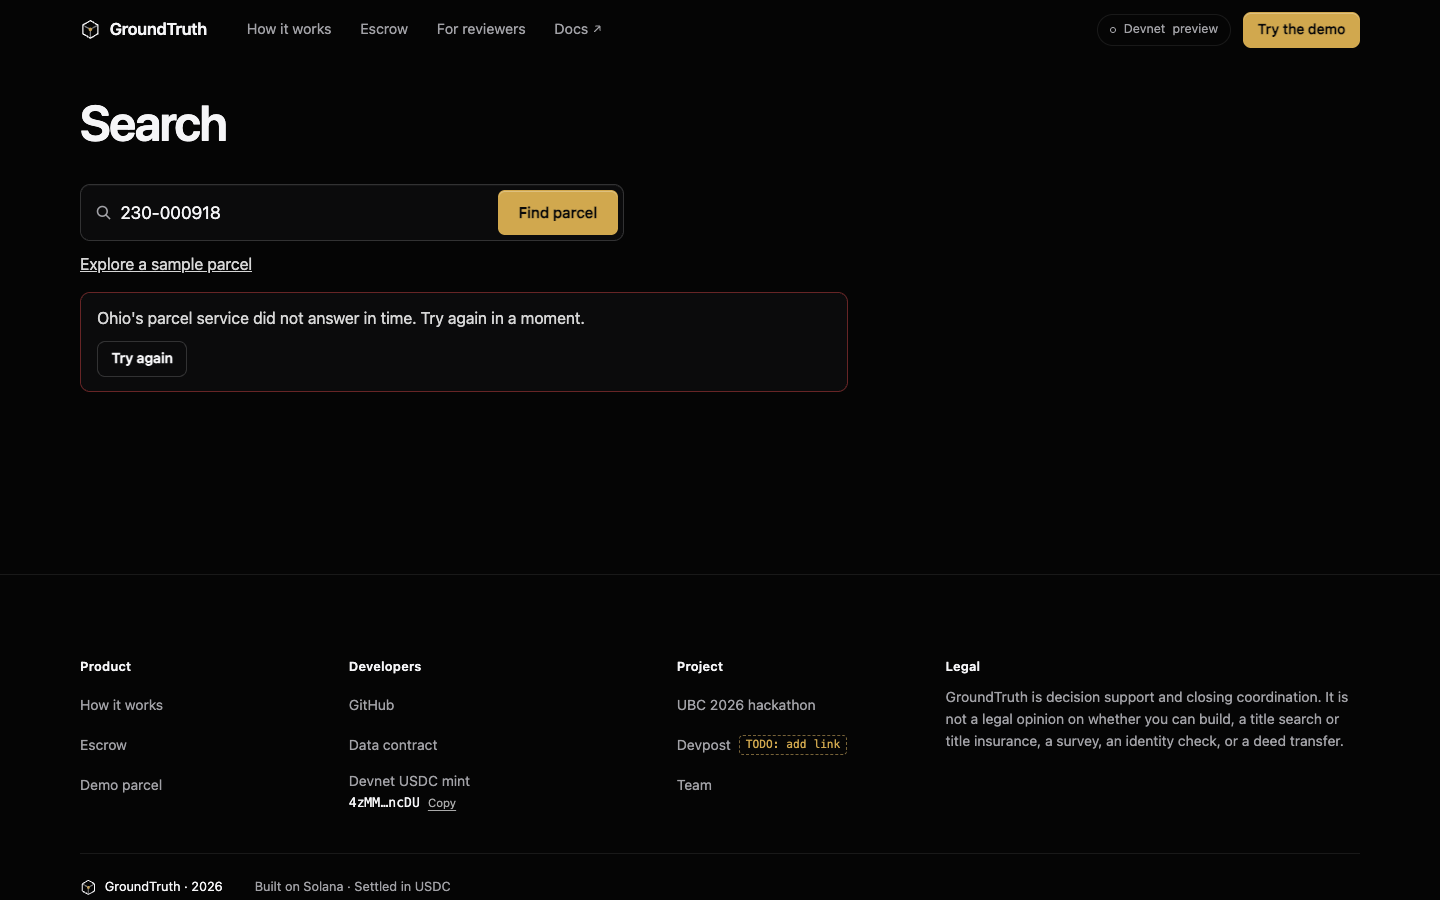 GroundTruth
How it works
Escrow
For reviewers
Docs ↗
Devnet preview
Try the demo
Search
230-000918
Find parcel
Explore a sample parcel
Ohio's parcel service did not answer in time. Try again in a moment.
Try again
Product
How it works
Escrow
Demo parcel
Developers
GitHub
Data contract
Devnet USDC mint
4zMM…ncDU Copy
Project
UBC 2026 hackathon
Devpost TODO: add link
Team
Legal
GroundTruth is decision support and closing coordination. It is
not a legal opinion on whether you can build, a title search or
title insurance, a survey, an identity check, or a deed transfer.
GroundTruth · 2026
Built on Solana · Settled in USDC